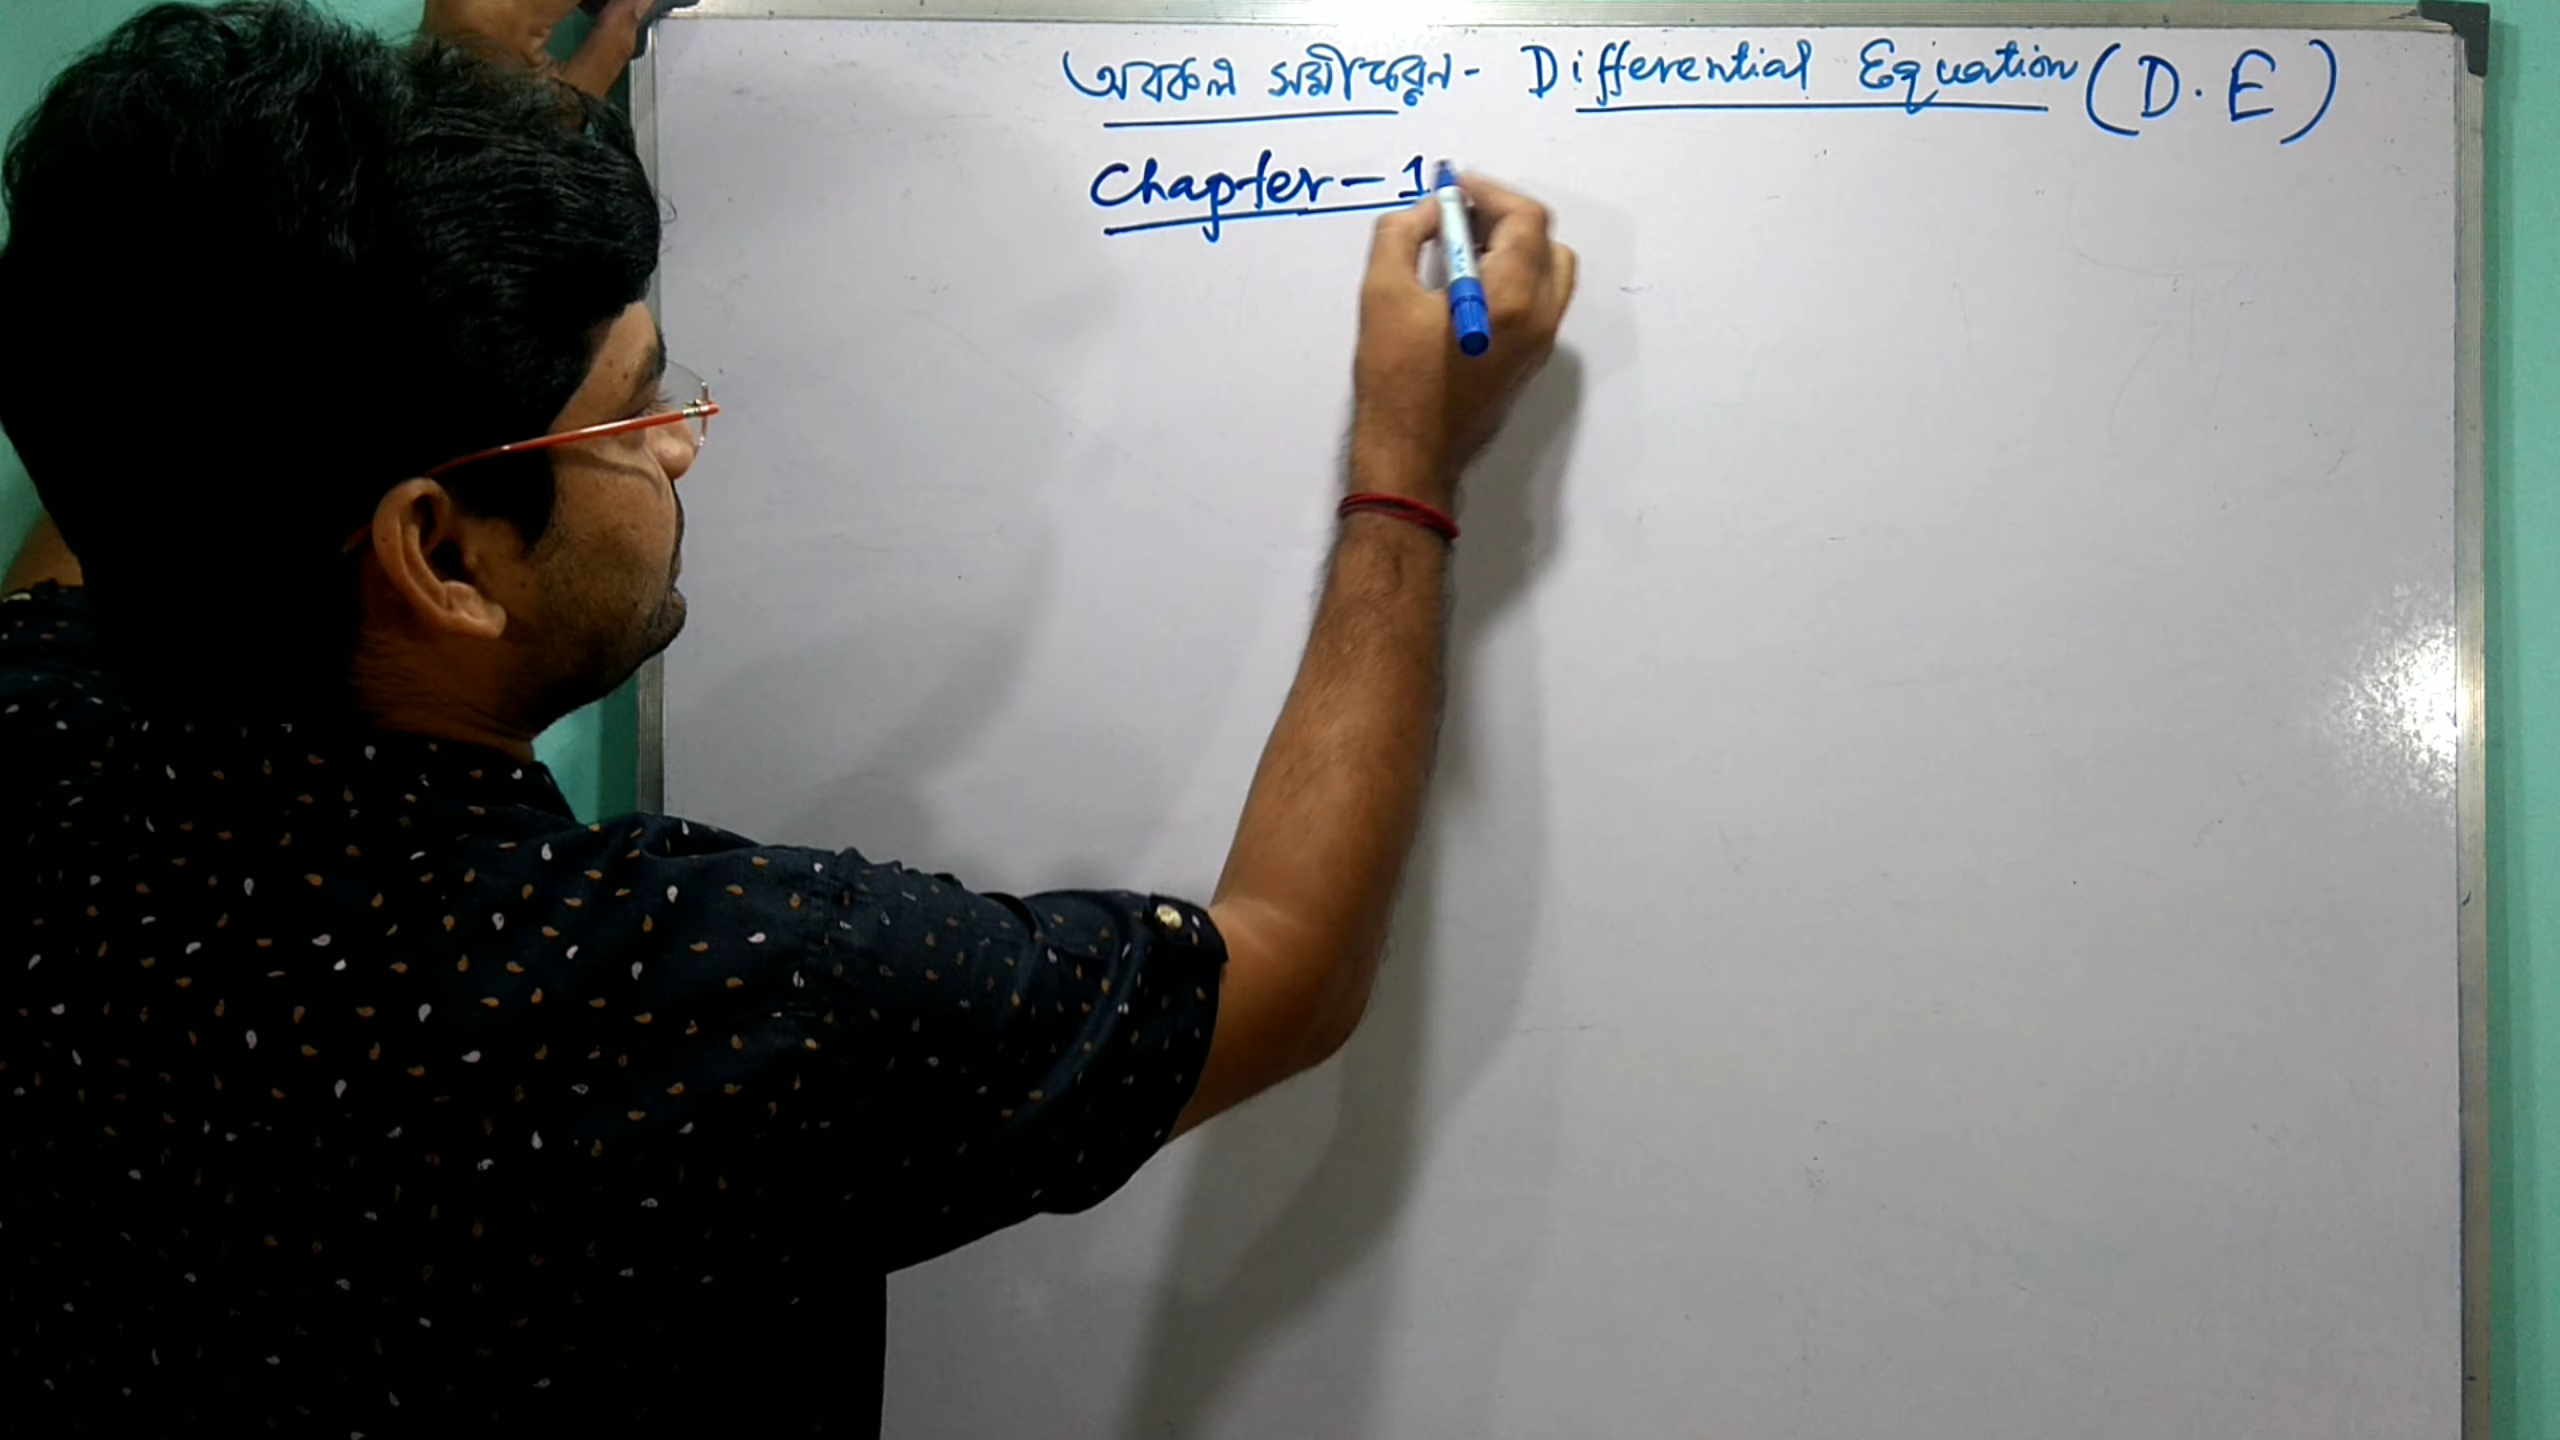 অবকল সমীকরণ - Differential Equation (D.E)
Chapter - 1